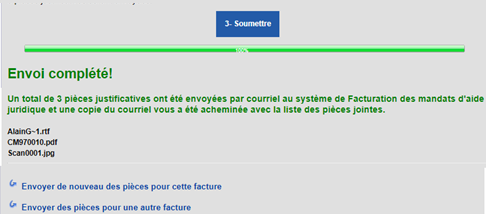 3- Soumettre
100%
Envoi complété!
Un total de 3 pièces justificatives ont été envoyées par courriel au système de Facturation des mandats d'aide
juridique et une copie du courriel vous a été acheminée avec la liste des pièces jointes.
AlainG~1.rtf
CM970010.pdf
Scan0001.jpg
Envoyer de nouveau des pièces pour cette facture
Envoyer des pièces pour une autre facture